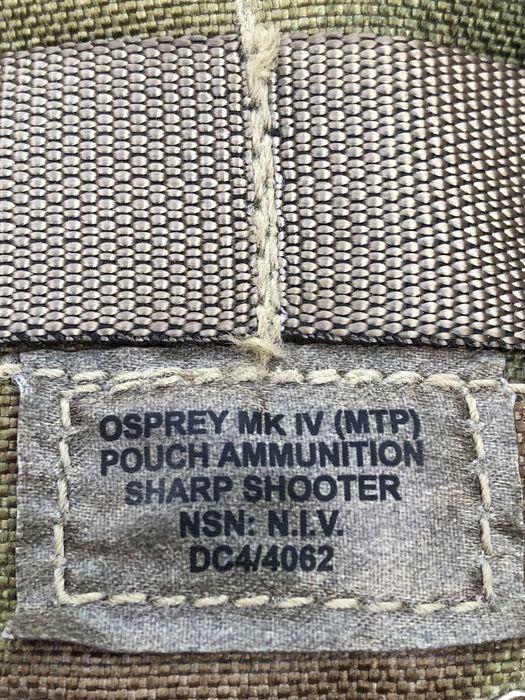 OSPREY MK IV (MTP)
POUCH AMMUNITION
SHARP SHOOTER
NSN: N.I.V.
DC4/4062